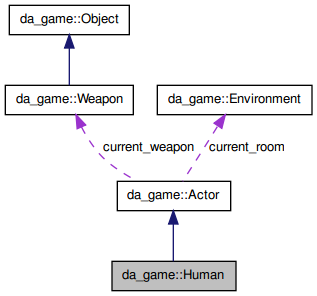 da_game::Object
da_game::Weapon
da_game::Environment
current_weapon
current_room
da_game::Actor
da_game::Human